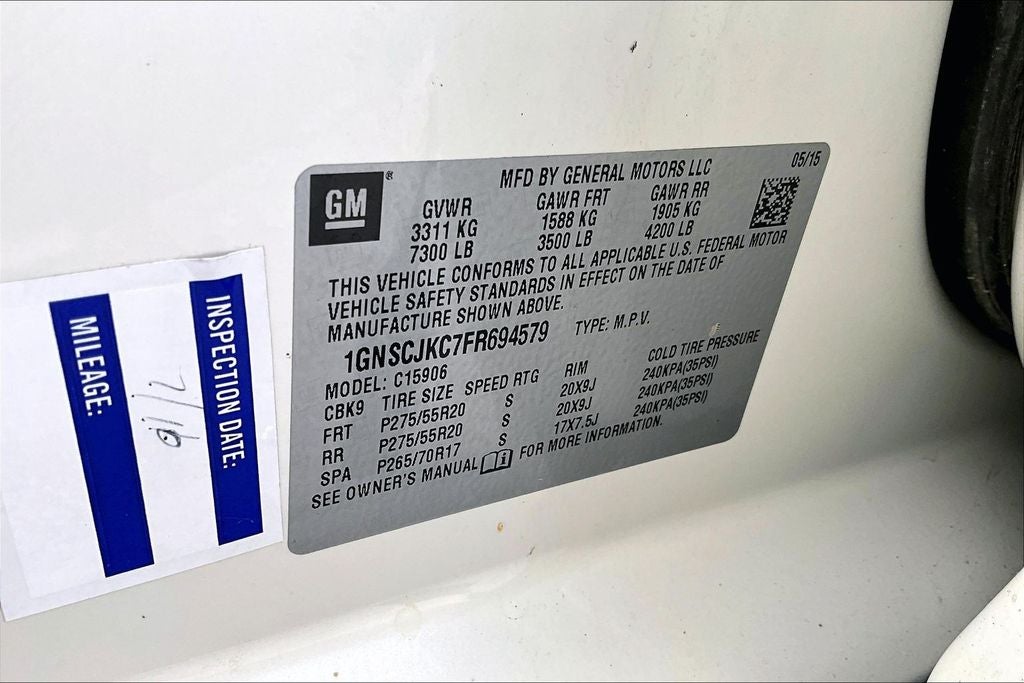 GM®
MFD BY GENERAL MOTORS LLC 05/15
GVWR GAWR FRT GAWR RR
3311 KG 1588 KG 1905 KG
7300 LB 3500 LB 4200 LB
THIS VEHICLE CONFORMS TO ALL APPLICABLE U.S. FEDERAL MOTOR
VEHICLE SAFETY STANDARDS IN EFFECT ON THE DATE OF
MANUFACTURE SHOWN ABOVE.
1GNSCJKC7FR694579 TYPE: M.P.V.
MODEL: C15906
CBK9 TIRE SIZE SPEED RTG RIM COLD TIRE PRESSURE
FRT P275/55R20 S 20X9J 240KPA(35PSI)
RR P275/55R20 S 20X9J 240KPA(35PSI)
SPA P265/70R17 S 17X7.5J 240KPA(35PSI)
SEE OWNER'S MANUAL FOR MORE INFORMATION.
INSPECTION DATE:
MILEAGE: